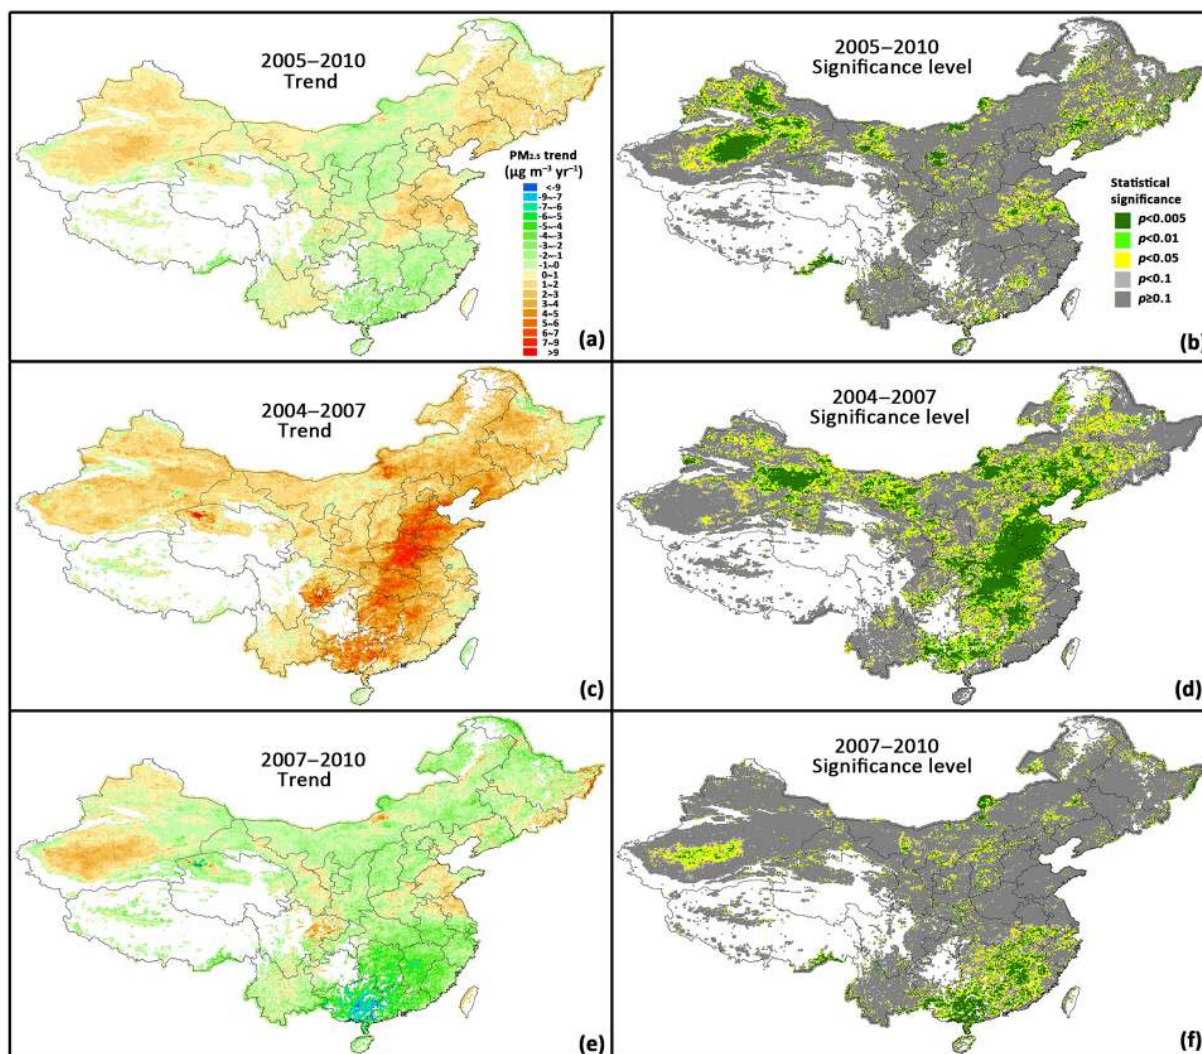 2005–2010
Trend
PM2.5 trend
(µg m⁻³ yr⁻¹)
<-9
-9~-7
-7~-6
-6~-5
-5~-4
-4~-3
-3~-2
-2~-1
-1~0
0~1
1~2
2~3
3~4
4~5
5~6
6~7
7~9
>9
(a)
2005–2010
Significance level
Statistical
significance
p<0.005
p<0.01
p<0.05
p<0.1
p≥0.1
(b)
2004–2007
Trend
(c)
2004–2007
Significance level
(d)
2007–2010
Trend
(e)
2007–2010
Significance level
(f)